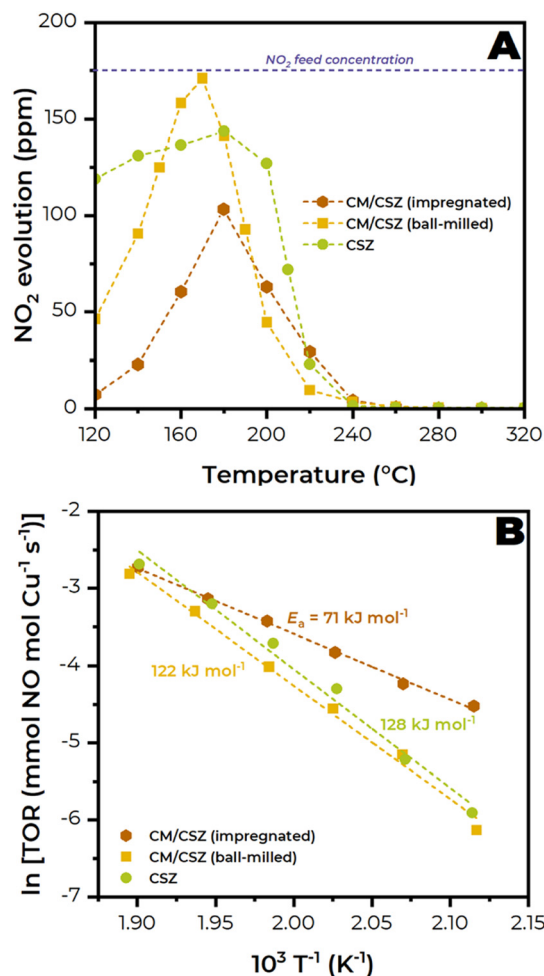 200
A
NO₂ feed concentration
150
CM/CSZ (impregnated)
CM/CSZ (ball-milled)
CSZ
100
50
0
NO₂ evolution (ppm)
120 160 200 240 280 320
Temperature (°C)
-2
B
-3
Eₐ = 71 kJ mol⁻¹
-4
122 kJ mol⁻¹
128 kJ mol⁻¹
-5
-6
CM/CSZ (impregnated)
CM/CSZ (ball-milled)
CSZ
-7
ln [TOR (mmol NO mol Cu⁻¹ s⁻¹)]
1.90 1.95 2.00 2.05 2.10 2.15
10³ T⁻¹ (K⁻¹)